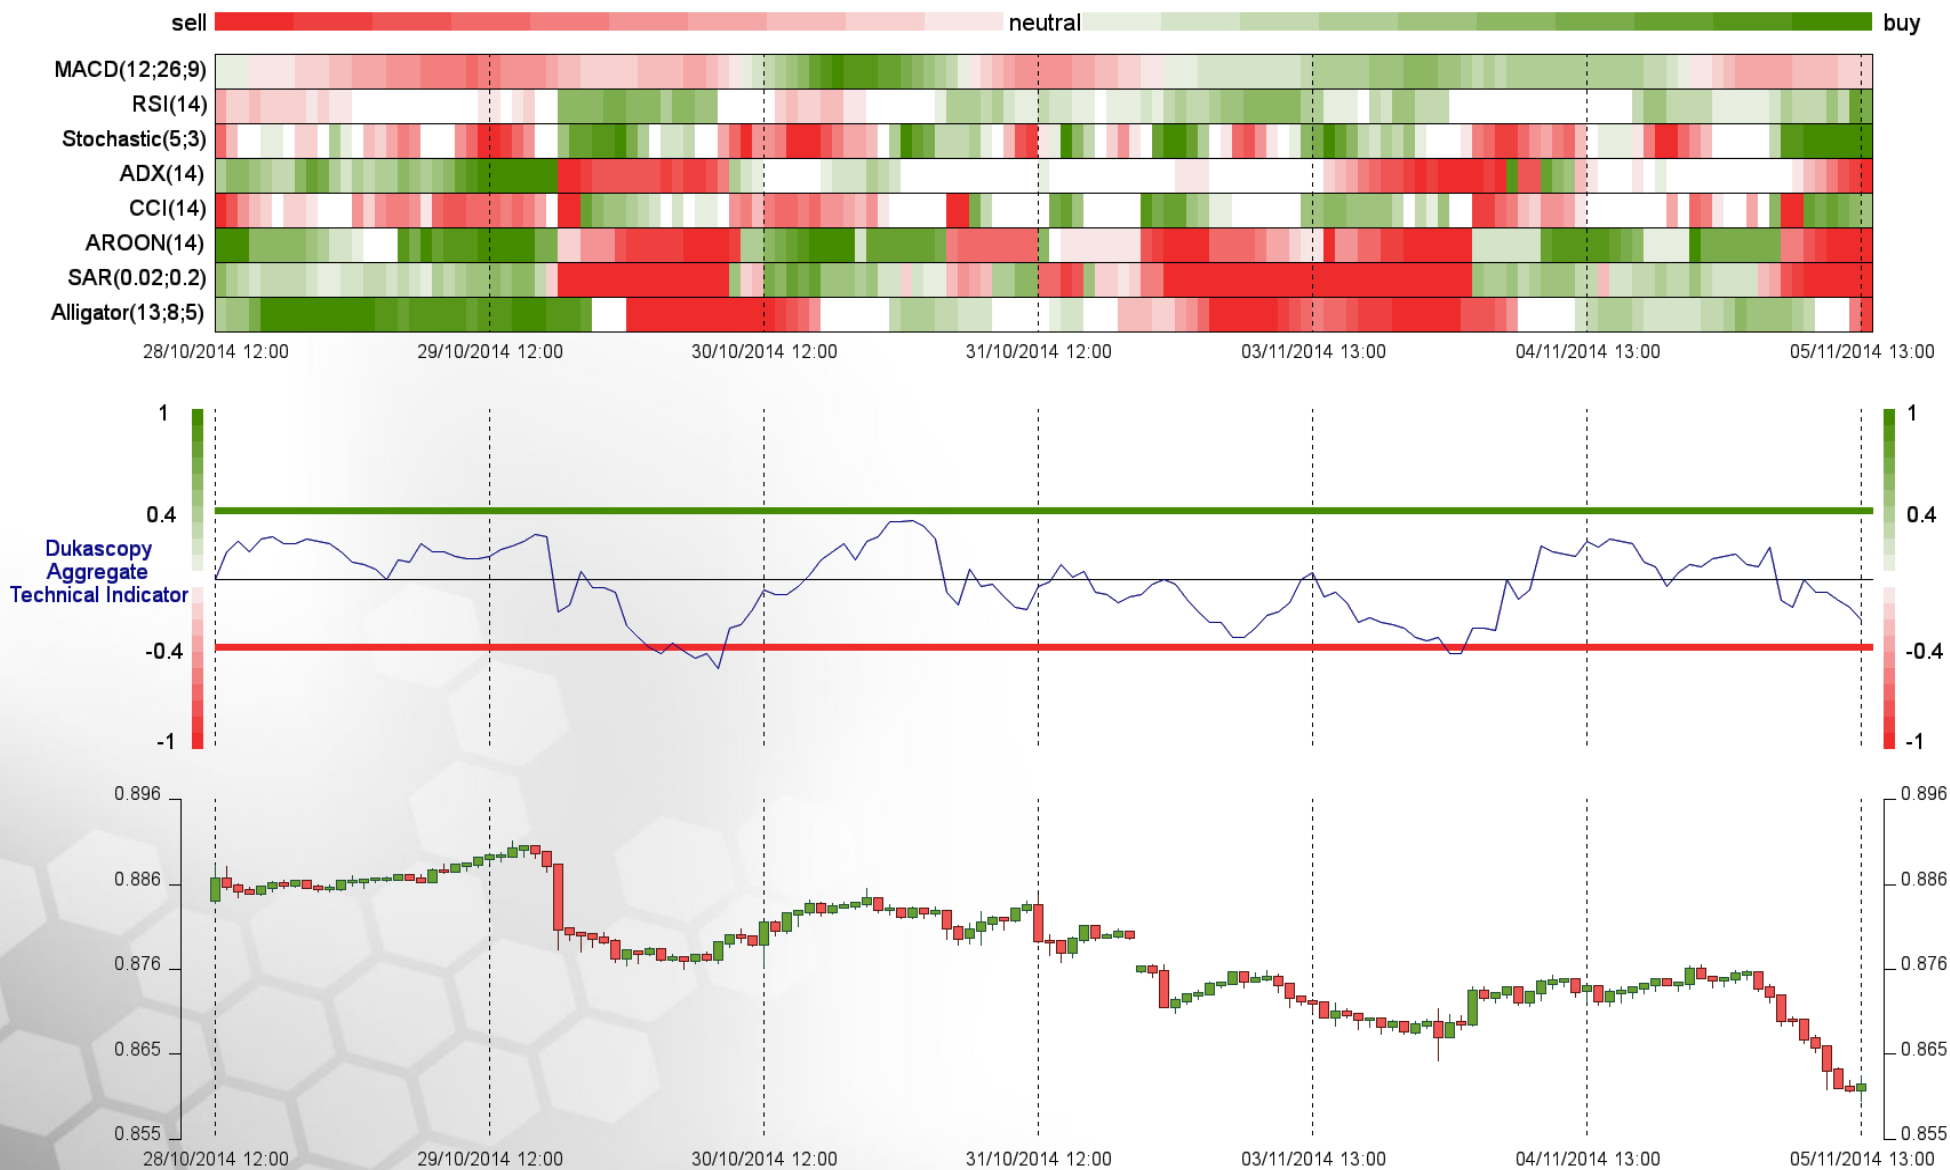 sell neutral buy
MACD(12;26;9)
RSI(14)
Stochastic(5;3)
ADX(14)
CCI(14)
AROON(14)
SAR(0.02;0.2)
Alligator(13;8;5)
28/10/2014 12:00 29/10/2014 12:00 30/10/2014 12:00 31/10/2014 12:00 03/11/2014 13:00 04/11/2014 13:00 05/11/2014 13:00
1 1
0.4 0.4
Dukascopy
Aggregate
Technical Indicator
-0.4 -0.4
-1 -1
0.896 0.896
0.886 0.886
0.876 0.876
0.865 0.865
0.855 0.855
28/10/2014 12:00 29/10/2014 12:00 30/10/2014 12:00 31/10/2014 12:00 03/11/2014 13:00 04/11/2014 13:00 05/11/2014 13:00